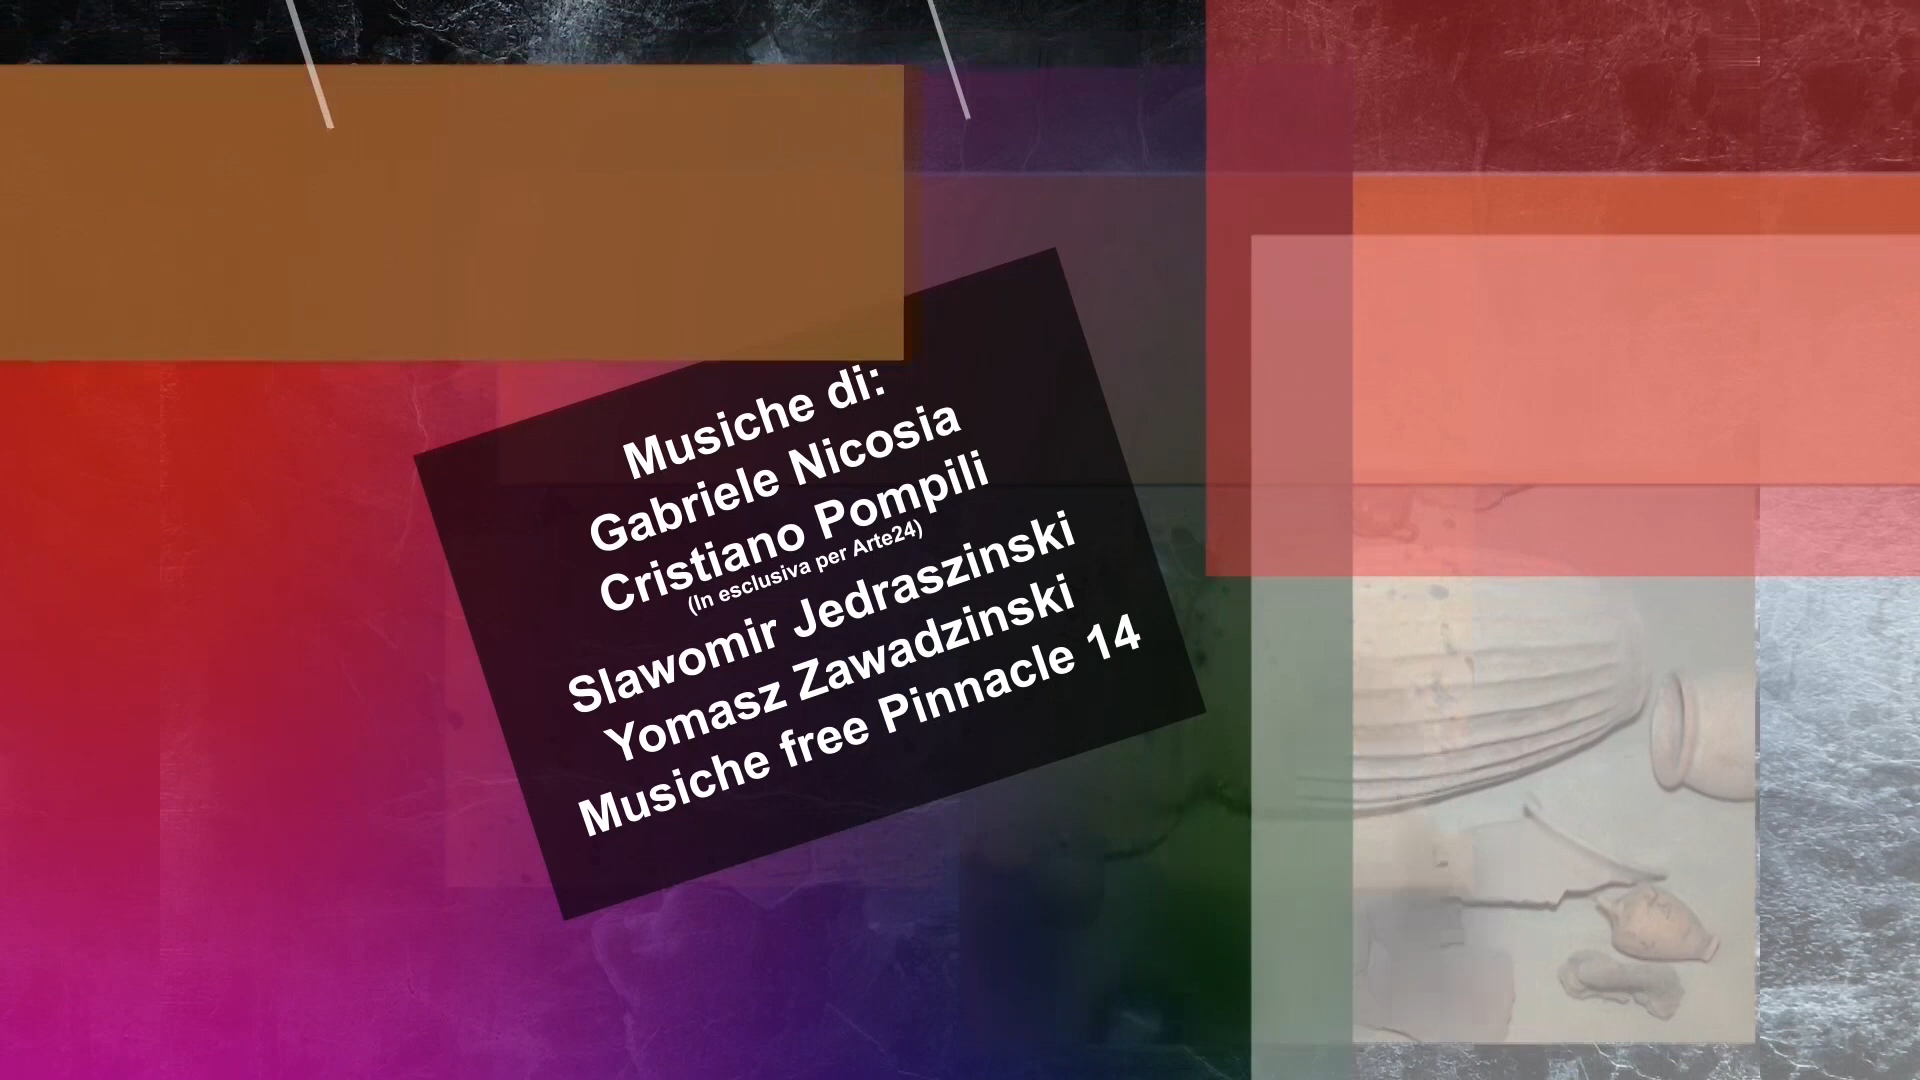 Musiche di:
Gabriele Nicosia
Cristiano Pompili
(In esclusiva per Arte24)
Slawomir Jedraszinski
Yomasz Zawadzinski
Musiche free Pinnacle 14